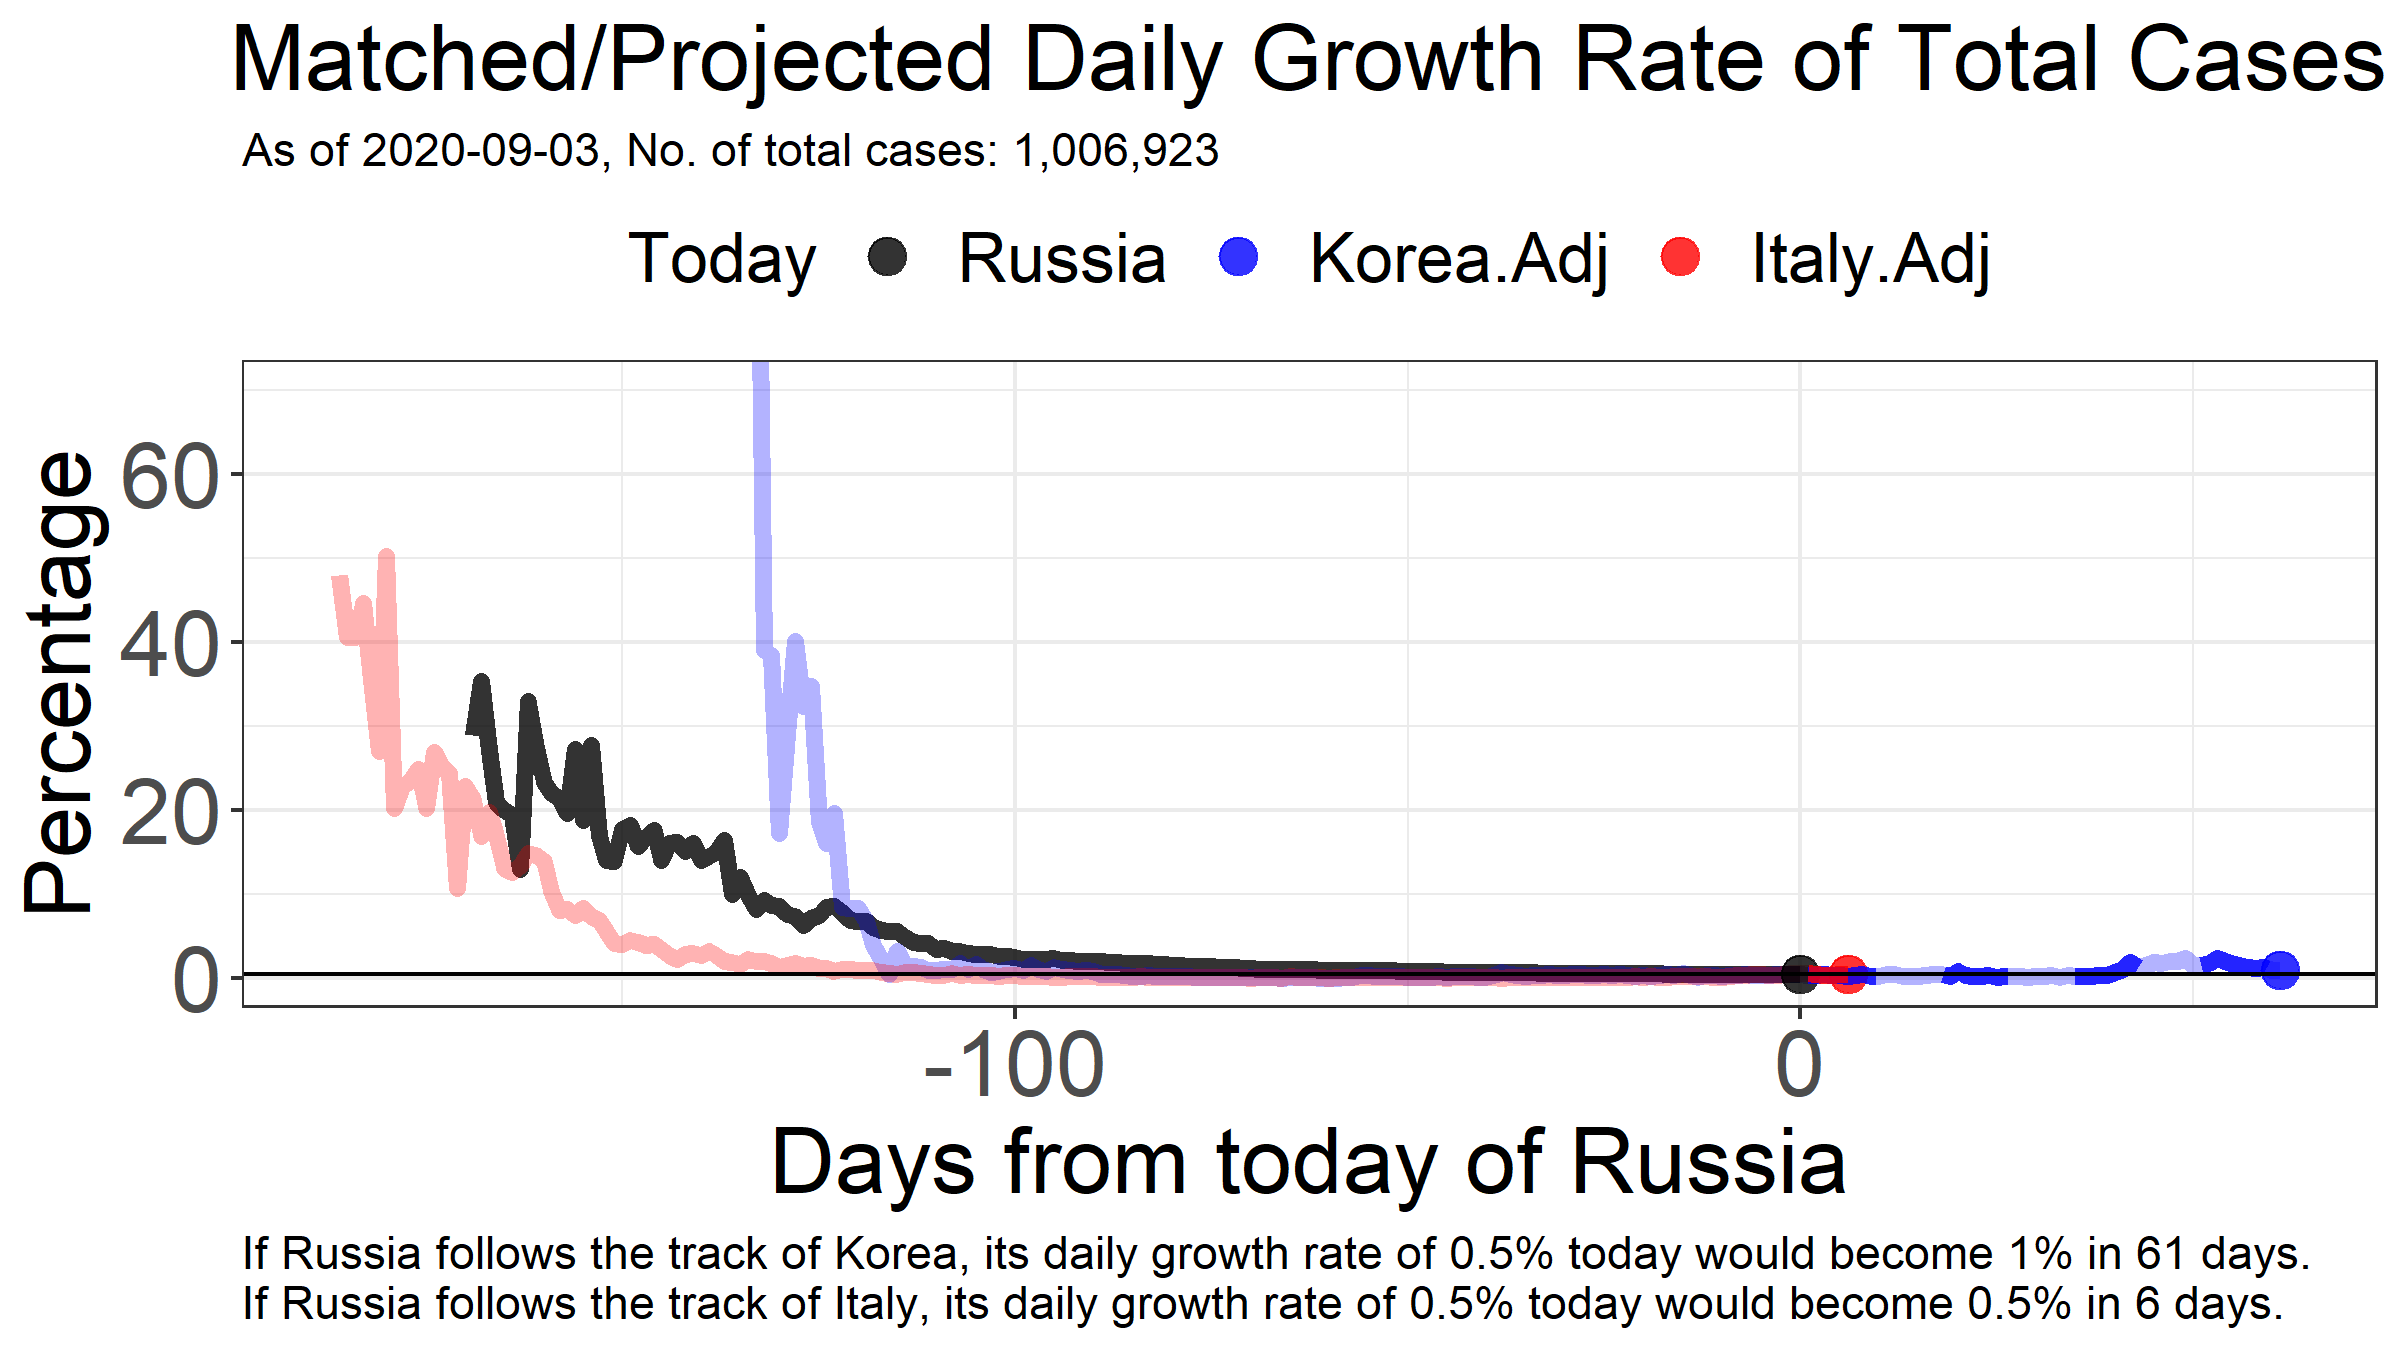 Matched/Projected Daily Growth Rate of Total Cases
As of 2020-09-03, No. of total cases: 1,006,923
Today Russia Korea.Adj Italy.Adj
Percentage
60
40
20
0
-100 0
Days from today of Russia
If Russia follows the track of Korea, its daily growth rate of 0.5% today would become 1% in 61 days.
If Russia follows the track of Italy, its daily growth rate of 0.5% today would become 0.5% in 6 days.